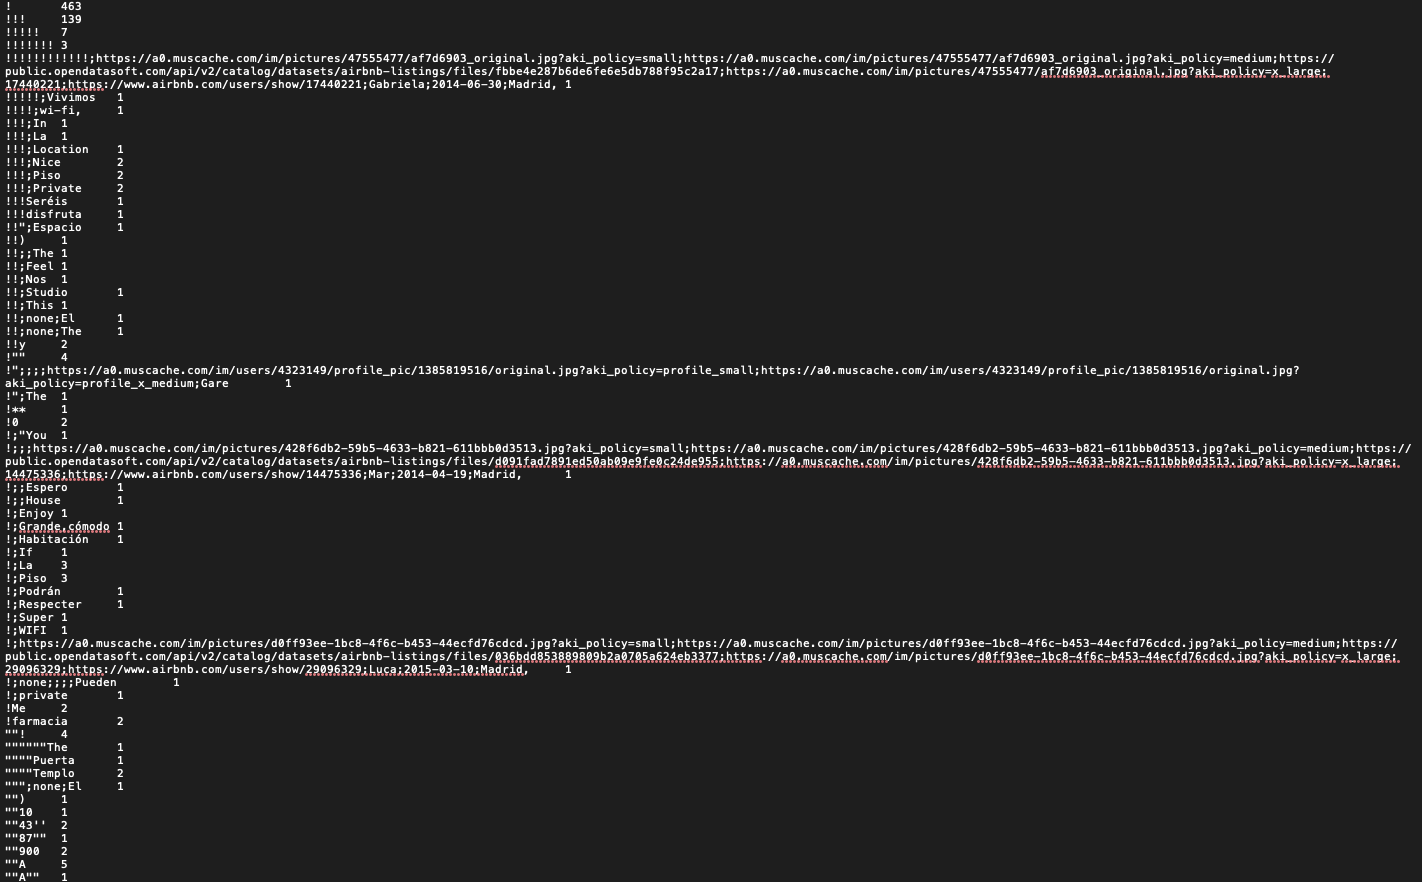 ! 463
!!! 139
!!!!! 7
!!!!!!! 3
!!!!!!!!!!!!;https://a0.muscache.com/im/pictures/47555477/af7d6903_original.jpg?aki_policy=small;https://a0.muscache.com/im/pictures/47555477/af7d6903_original.jpg?aki_policy=medium;https://
public.opendatasoft.com/api/v2/catalog/datasets/airbnb-listings/files/fbbe4e287b6de6fe6e5db788f95c2a17;https://a0.muscache.com/im/pictures/47555477/af7d6903_original.jpg?aki_policy=x_large;
17440221;https://www.airbnb.com/users/show/17440221;Gabriela;2014-06-30;Madrid, 1
!!!!!;Vivimos 1
!!!!;wi-fi, 1
!!!;In 1
!!!;La 1
!!!;Location 1
!!!;Nice 2
!!!;Piso 2
!!!;Private 2
!!!Seréis 1
!!!disfruta 1
!!";Espacio 1
!!) 1
!!;;The 1
!!;Feel 1
!!;Nos 1
!!;Studio 1
!!;This 1
!!;none;El 1
!!;none;The 1
!!y 2
!"" 4
!";;;;https://a0.muscache.com/im/users/4323149/profile_pic/1385819516/original.jpg?aki_policy=profile_small;https://a0.muscache.com/im/users/4323149/profile_pic/1385819516/original.jpg?
aki_policy=profile_x_medium;Gare 1
!";The 1
!** 1
!0 2
!;"You 1
!;;;https://a0.muscache.com/im/pictures/428f6db2-59b5-4633-b821-611bbb0d3513.jpg?aki_policy=small;https://a0.muscache.com/im/pictures/428f6db2-59b5-4633-b821-611bbb0d3513.jpg?aki_policy=medium;https://
public.opendatasoft.com/api/v2/catalog/datasets/airbnb-listings/files/d091fad7891ed50ab09e9fe0c24de955;https://a0.muscache.com/im/pictures/428f6db2-59b5-4633-b821-611bbb0d3513.jpg?aki_policy=x_large;
14475336;https://www.airbnb.com/users/show/14475336;Mar;2014-04-19;Madrid, 1
!;;Espero 1
!;;House 1
!;Enjoy 1
!;Grande,cómodo 1
!;Habitación 1
!;If 1
!;La 3
!;Piso 3
!;Podrán 1
!;Respecter 1
!;Super 1
!;WIFI 1
!;https://a0.muscache.com/im/pictures/d0ff93ee-1bc8-4f6c-b453-44ecfd76cdcd.jpg?aki_policy=small;https://a0.muscache.com/im/pictures/d0ff93ee-1bc8-4f6c-b453-44ecfd76cdcd.jpg?aki_policy=medium;https://
public.opendatasoft.com/api/v2/catalog/datasets/airbnb-listings/files/036bdd853889809b2a0705a624eb3377;https://a0.muscache.com/im/pictures/d0ff93ee-1bc8-4f6c-b453-44ecfd76cdcd.jpg?aki_policy=x_large;
29096329;https://www.airbnb.com/users/show/29096329;Luca;2015-03-10;Madrid, 1
!;none;;;;Pueden 1
!;private 1
!Me 2
!farmacia 2
""! 4
""""""The 1
""""Puerta 1
""""Templo 2
""";none;El 1
"") 1
""10 1
""43'' 2
""87"" 1
""900 2
""A 5
""A"" 1